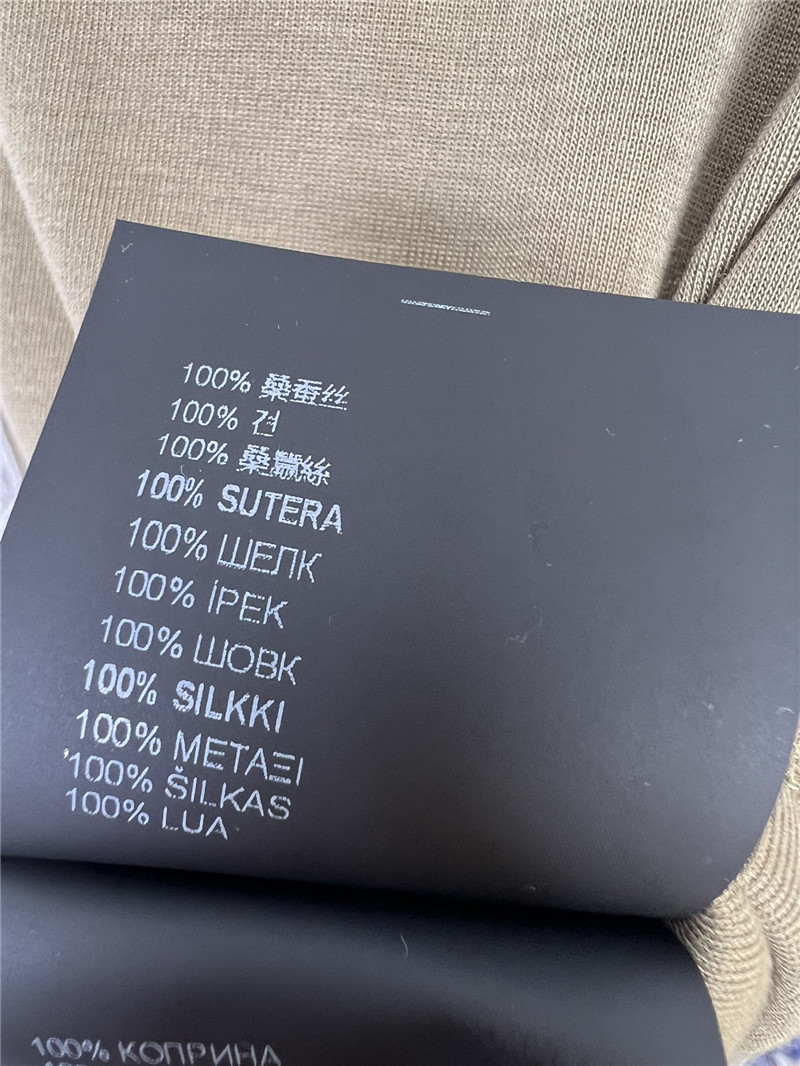 100% 桑蚕丝
100% 견
100% 桑蠶絲
100% SUTERA
100% ШЕЛК
100% İPEK
100% ШОВК
100% SILKKI
100% ΜΕΤΑΞΙ
100% ŠILKAS
100% LUA
100% КОПРИНА